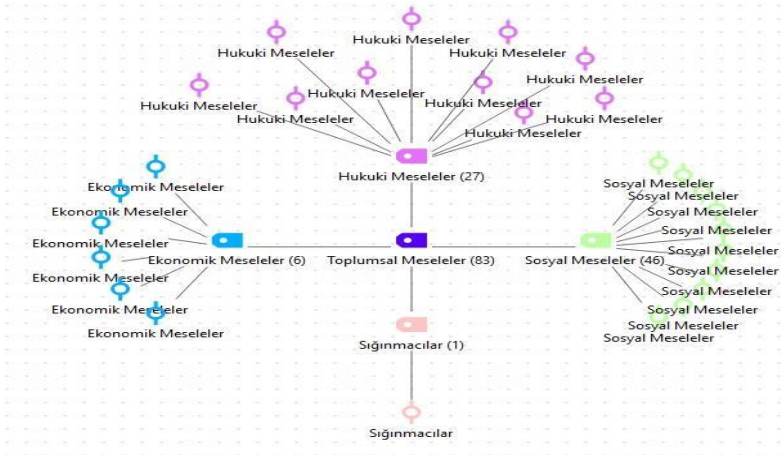 Hukuki Meseleler
Hukuki Meseleler
Hukuki Meseleler
Hukuki Meseleler
Hukuki Meseleler
Hukuki Meseleler
Hukuki Meseleler
Hukuki Meseleler
Hukuki Meseleler
Hukuki Meseleler
Hukuki Meseleler (27)
Ekonomik Meseleler
Ekonomik Meseleler
Ekonomik Meseleler
Ekonomik Meseleler
Ekonomik Meseleler
Ekonomik Meseleler
Ekonomik Meseleler (6)
Toplumsal Meseleler (83)
Sosyal Meseleler (46)
Sosyal Meseleler
Sosyal Meseleler
Sosyal Meseleler
Sosyal Meseleler
Sosyal Meseleler
Sosyal Meseleler
Sosyal Meseleler
Sosyal Meseleler
Sosyal Meseleler
Sosyal Meseleler
Sığınmacılar (1)
Sığınmacılar